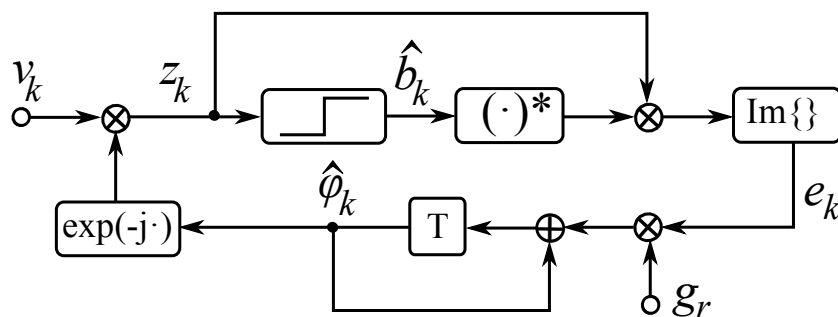 v_k
z_k
b̂_k
(·)*
Im{}
e_k
φ̂_k
exp(-j·)
T
g_r